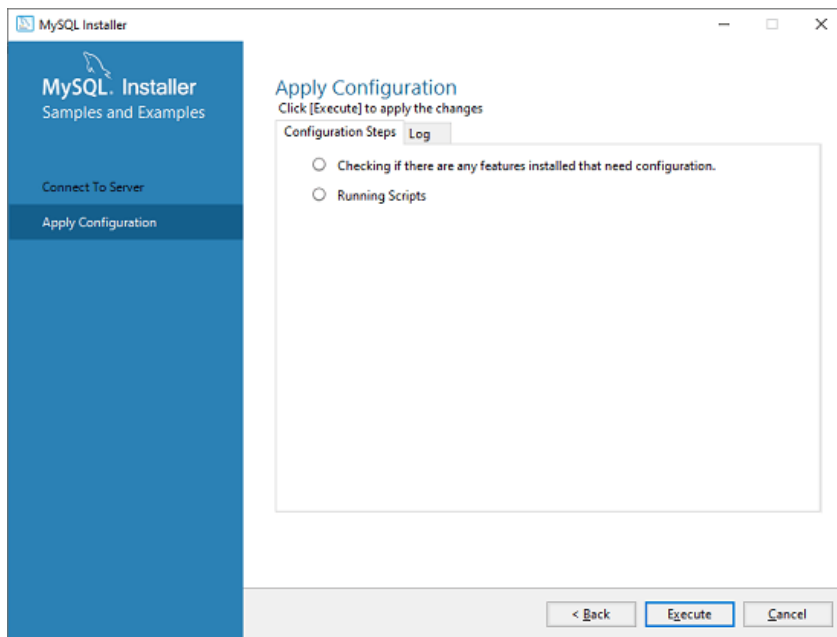 MySQL Installer
MySQL. Installer
Samples and Examples
Connect To Server
Apply Configuration
Apply Configuration
Click [Execute] to apply the changes
Configuration Steps Log
Checking if there are any features installed that need configuration.
Running Scripts
< Back Execute Cancel